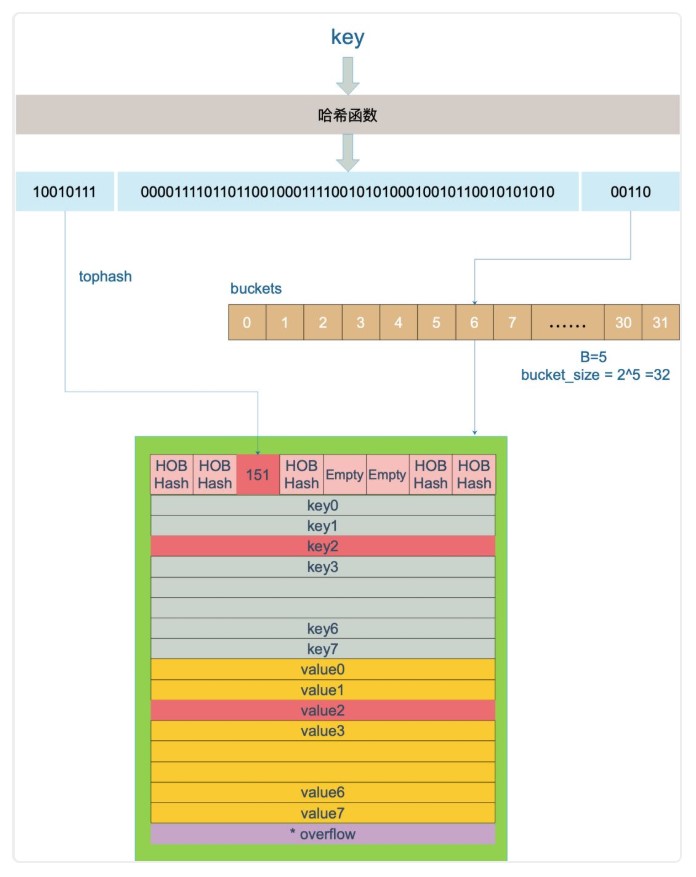 key
哈希函数
10010111 000011110110110010001111001010100010010110010101010 00110
tophash
buckets
0 1 2 3 4 5 6 7 ...... 30 31
B=5
bucket_size = 2^5 =32
HOB Hash HOB Hash 151 HOB Hash Empty Empty HOB Hash HOB Hash
key0
key1
key2
key3
key6
key7
value0
value1
value2
value3
value6
value7
* overflow